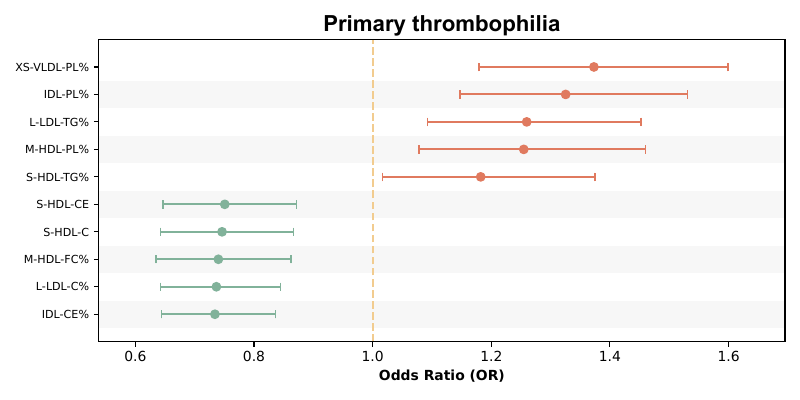 Primary thrombophilia
XS-VLDL-PL%
IDL-PL%
L-LDL-TG%
M-HDL-PL%
S-HDL-TG%
S-HDL-CE
S-HDL-C
M-HDL-FC%
L-LDL-C%
IDL-CE%
0.6 0.8 1.0 1.2 1.4 1.6
Odds Ratio (OR)